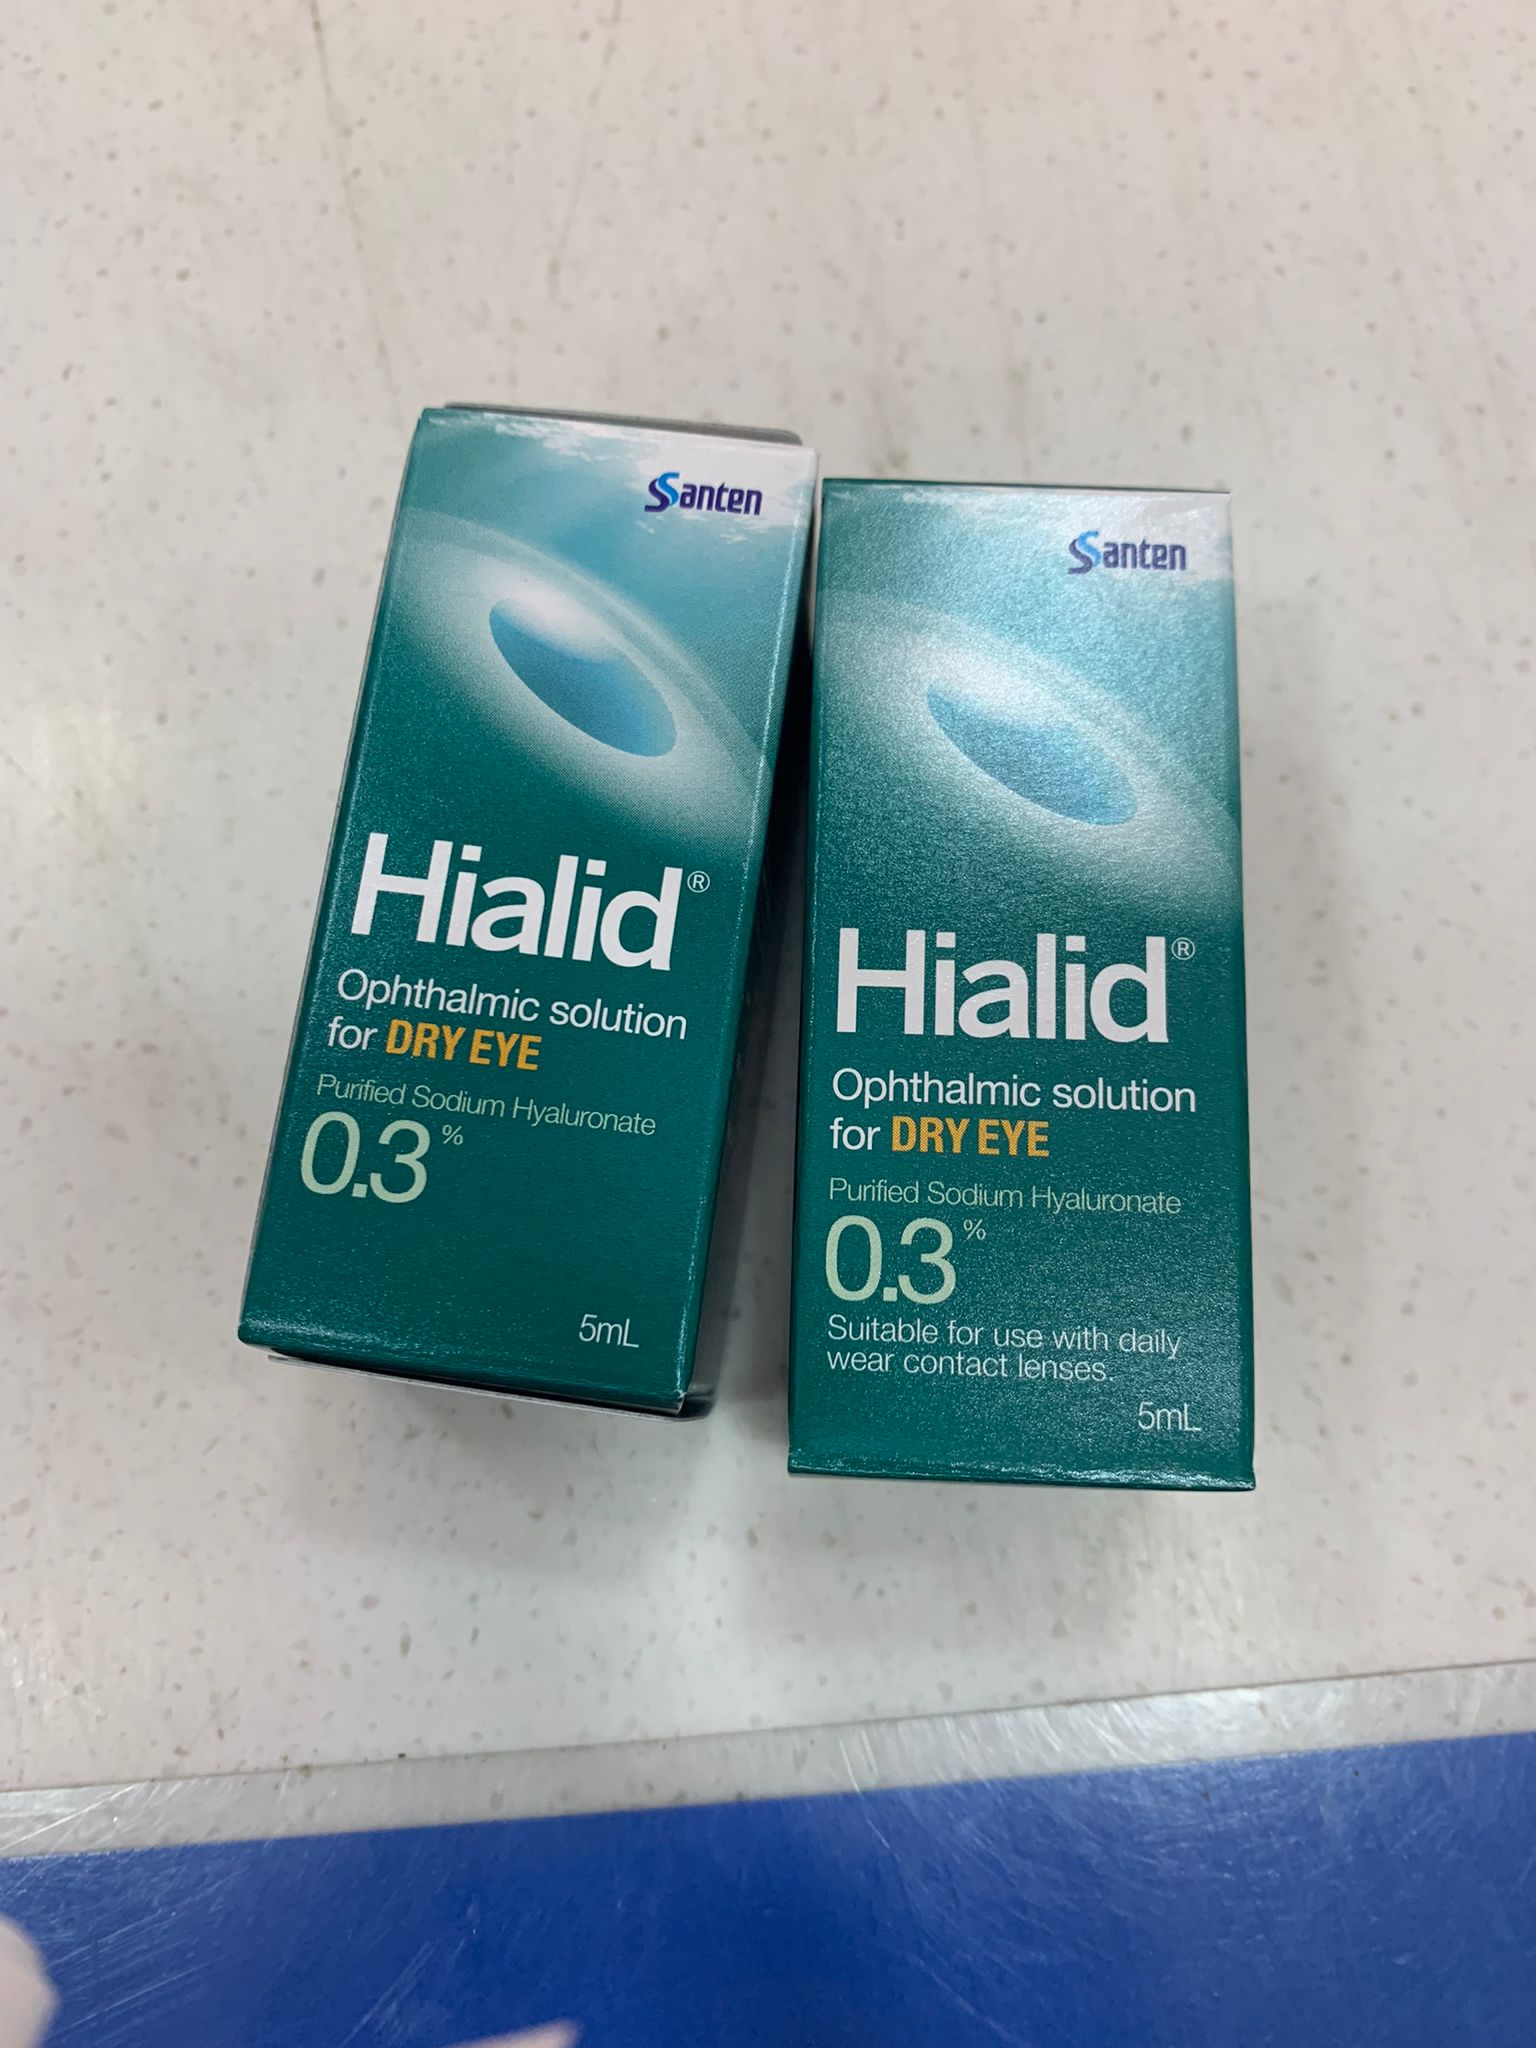 Santen
Hialid®
Ophthalmic solution
for DRY EYE
Purified Sodium Hyaluronate
0.3%
5mL
Santen
Hialid®
Ophthalmic solution
for DRY EYE
Purified Sodium Hyaluronate
0.3%
Suitable for use with daily
wear contact lenses.
5mL